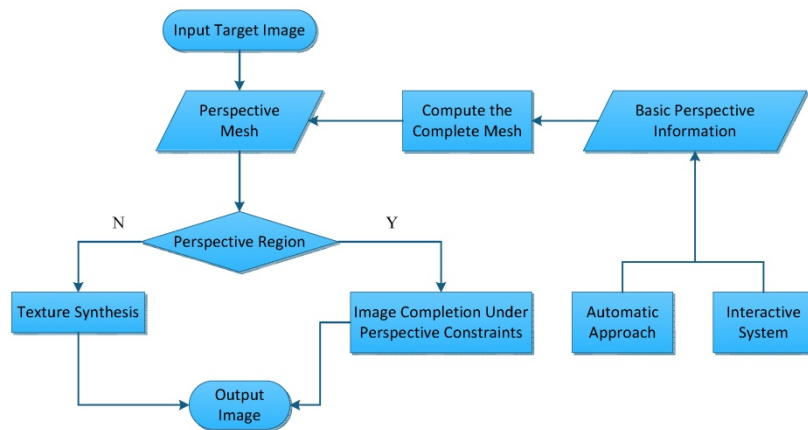 Input Target Image
Perspective
Mesh
Compute the
Complete Mesh
Basic Perspective
Information
N
Perspective Region
Y
Texture Synthesis
Image Completion Under
Perspective Constraints
Automatic
Approach
Interactive
System
Output
Image